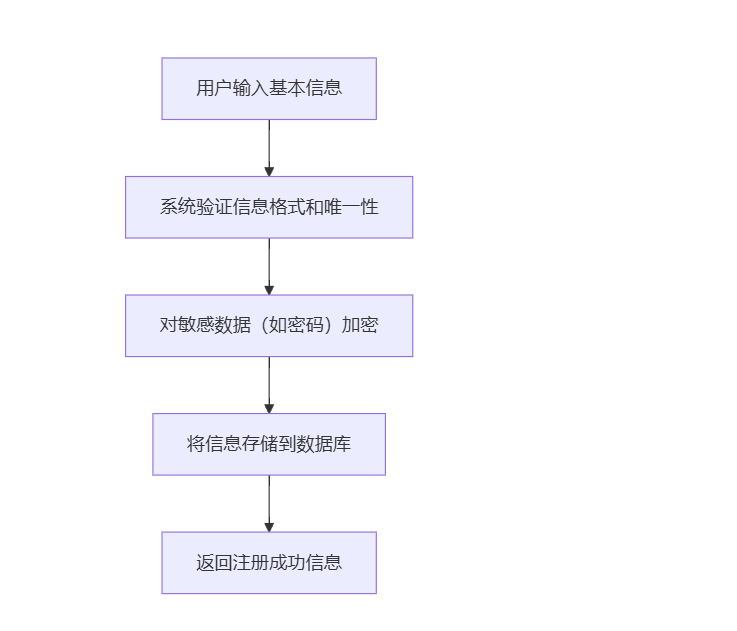 用户输入基本信息
系统验证信息格式和唯一性
对敏感数据（如密码）加密
将信息存储到数据库
返回注册成功信息